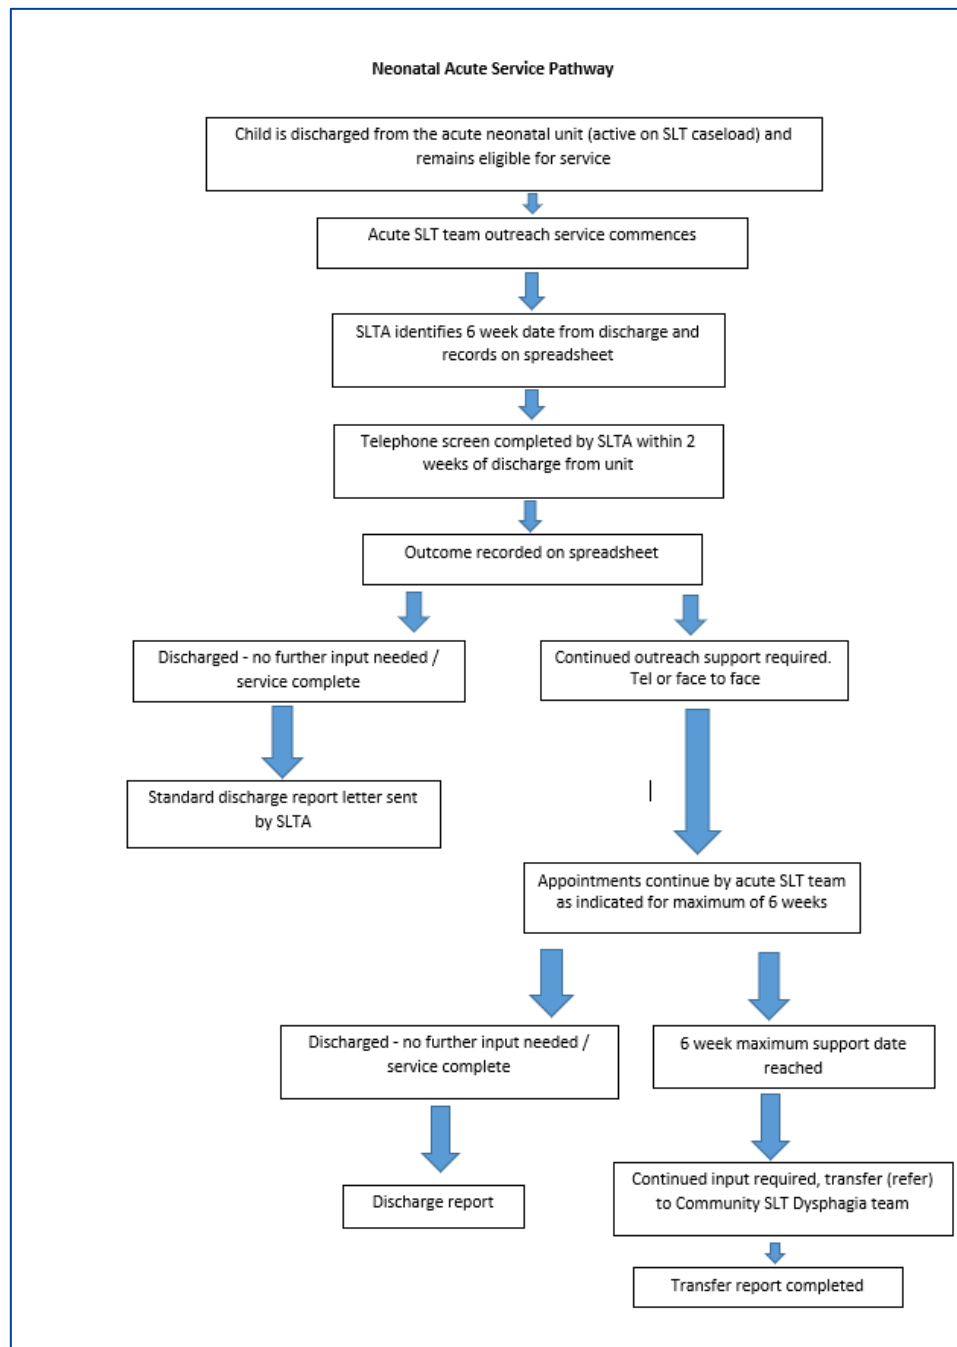 Neonatal Acute Service Pathway
Child is discharged from the acute neonatal unit (active on SLT caseload) and
remains eligible for service
Acute SLT team outreach service commences
SLTA identifies 6 week date from discharge and
records on spreadsheet
Telephone screen completed by SLTA within 2
weeks of discharge from unit
Outcome recorded on spreadsheet
Discharged - no further input needed /
service complete
Continued outreach support required.
Tel or face to face
Standard discharge report letter sent
by SLTA
Appointments continue by acute SLT team
as indicated for maximum of 6 weeks
Discharged - no further input needed /
service complete
6 week maximum support date
reached
Discharge report
Continued input required, transfer (refer)
to Community SLT Dysphagia team
Transfer report completed